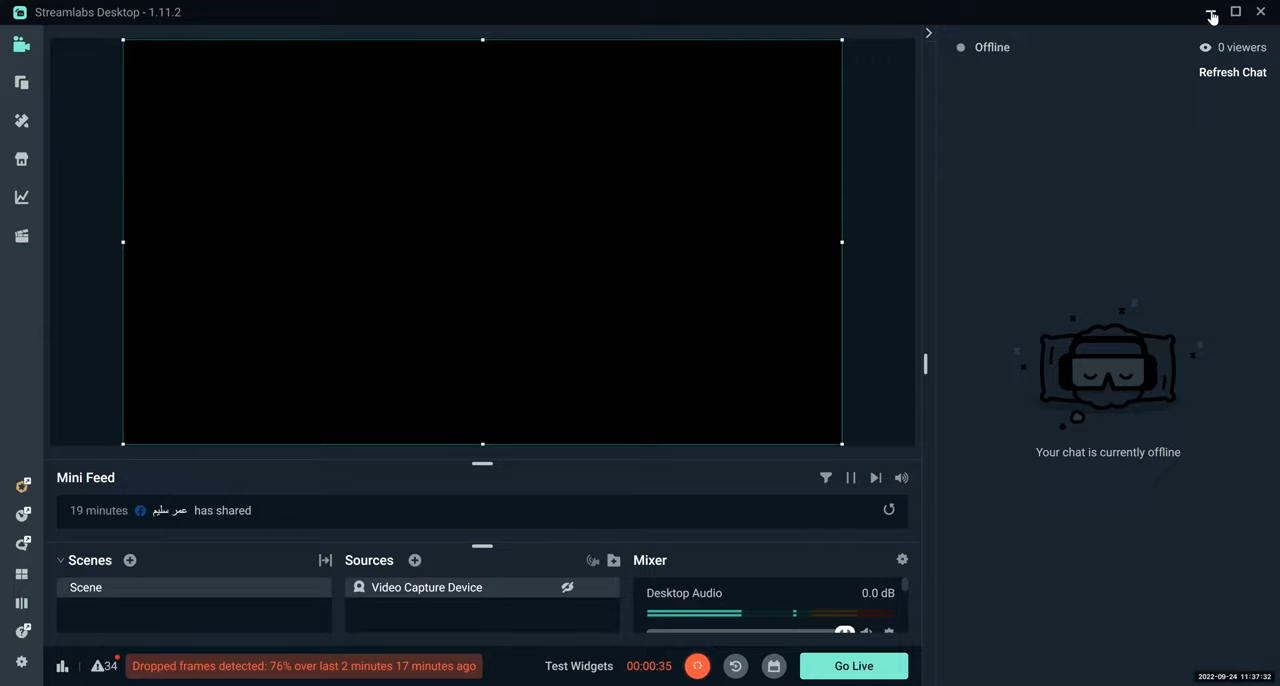 Streamlabs Desktop - 1.11.2
Offline
0 viewers
Refresh Chat
Your chat is currently offline
Mini Feed
19 minutes عمر سليم has shared
Scenes
Sources
Mixer
Scene
Video Capture Device
Desktop Audio
0.0 dB
34
Dropped frames detected: 76% over last 2 minutes 17 minutes ago
Test Widgets
00:00:35
Go Live
2022-09-24 11:37:32